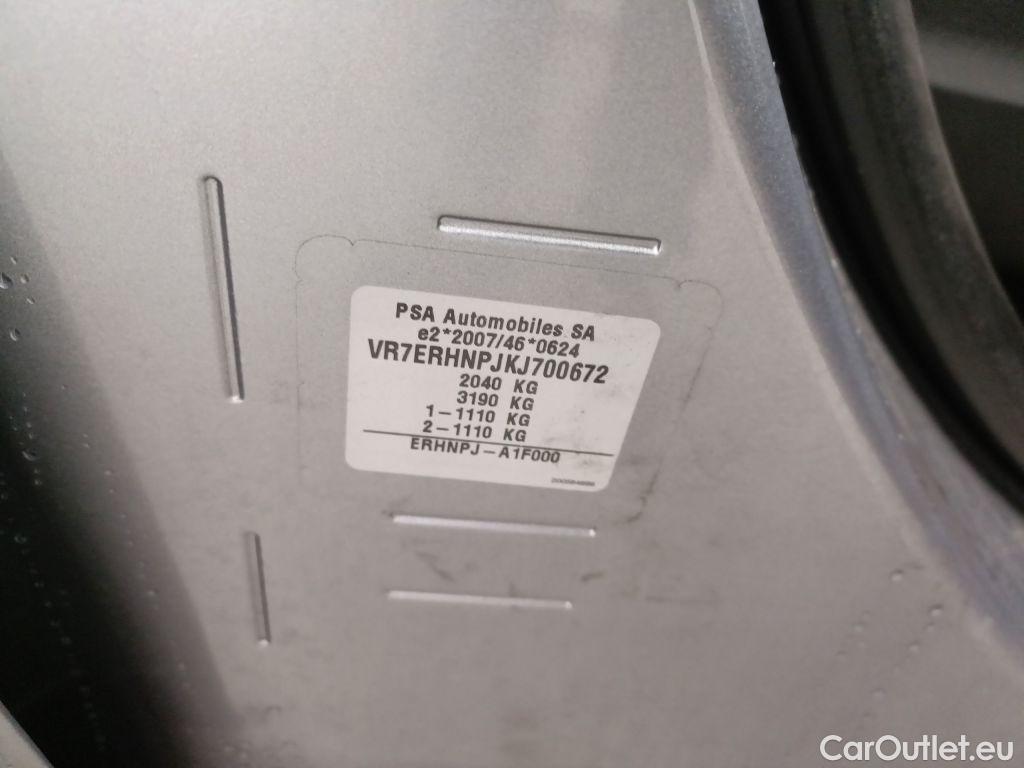 PSA Automobiles SA
e2*2007/46*0624
VR7ERHNPJKJ700672
2040 KG
3190 KG
1-1110 KG
2-1110 KG
ERHNPJ-A1F000
CarOutlet.eu